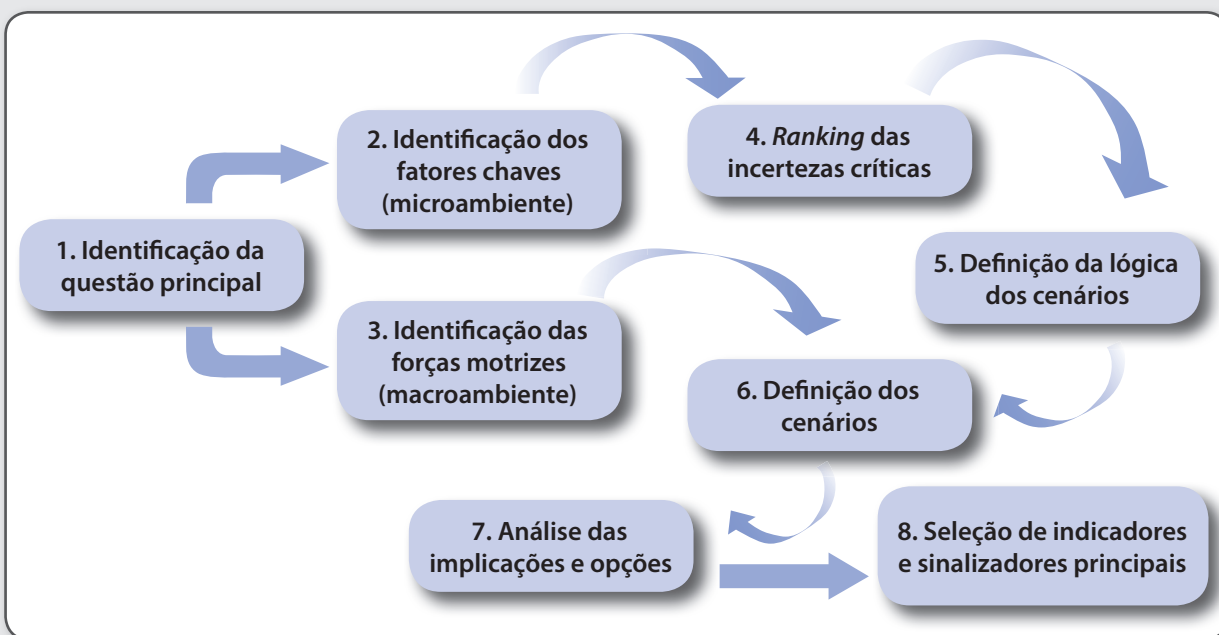 1. Identificação da
questão principal
2. Identificação dos
fatores chaves
(microambiente)
3. Identificação das
forças motrizes
(macroambiente)
4. Ranking das
incertezas críticas
5. Definição da lógica
dos cenários
6. Definição dos
cenários
7. Análise das
implicações e opções
8. Seleção de indicadores
e sinalizadores principais